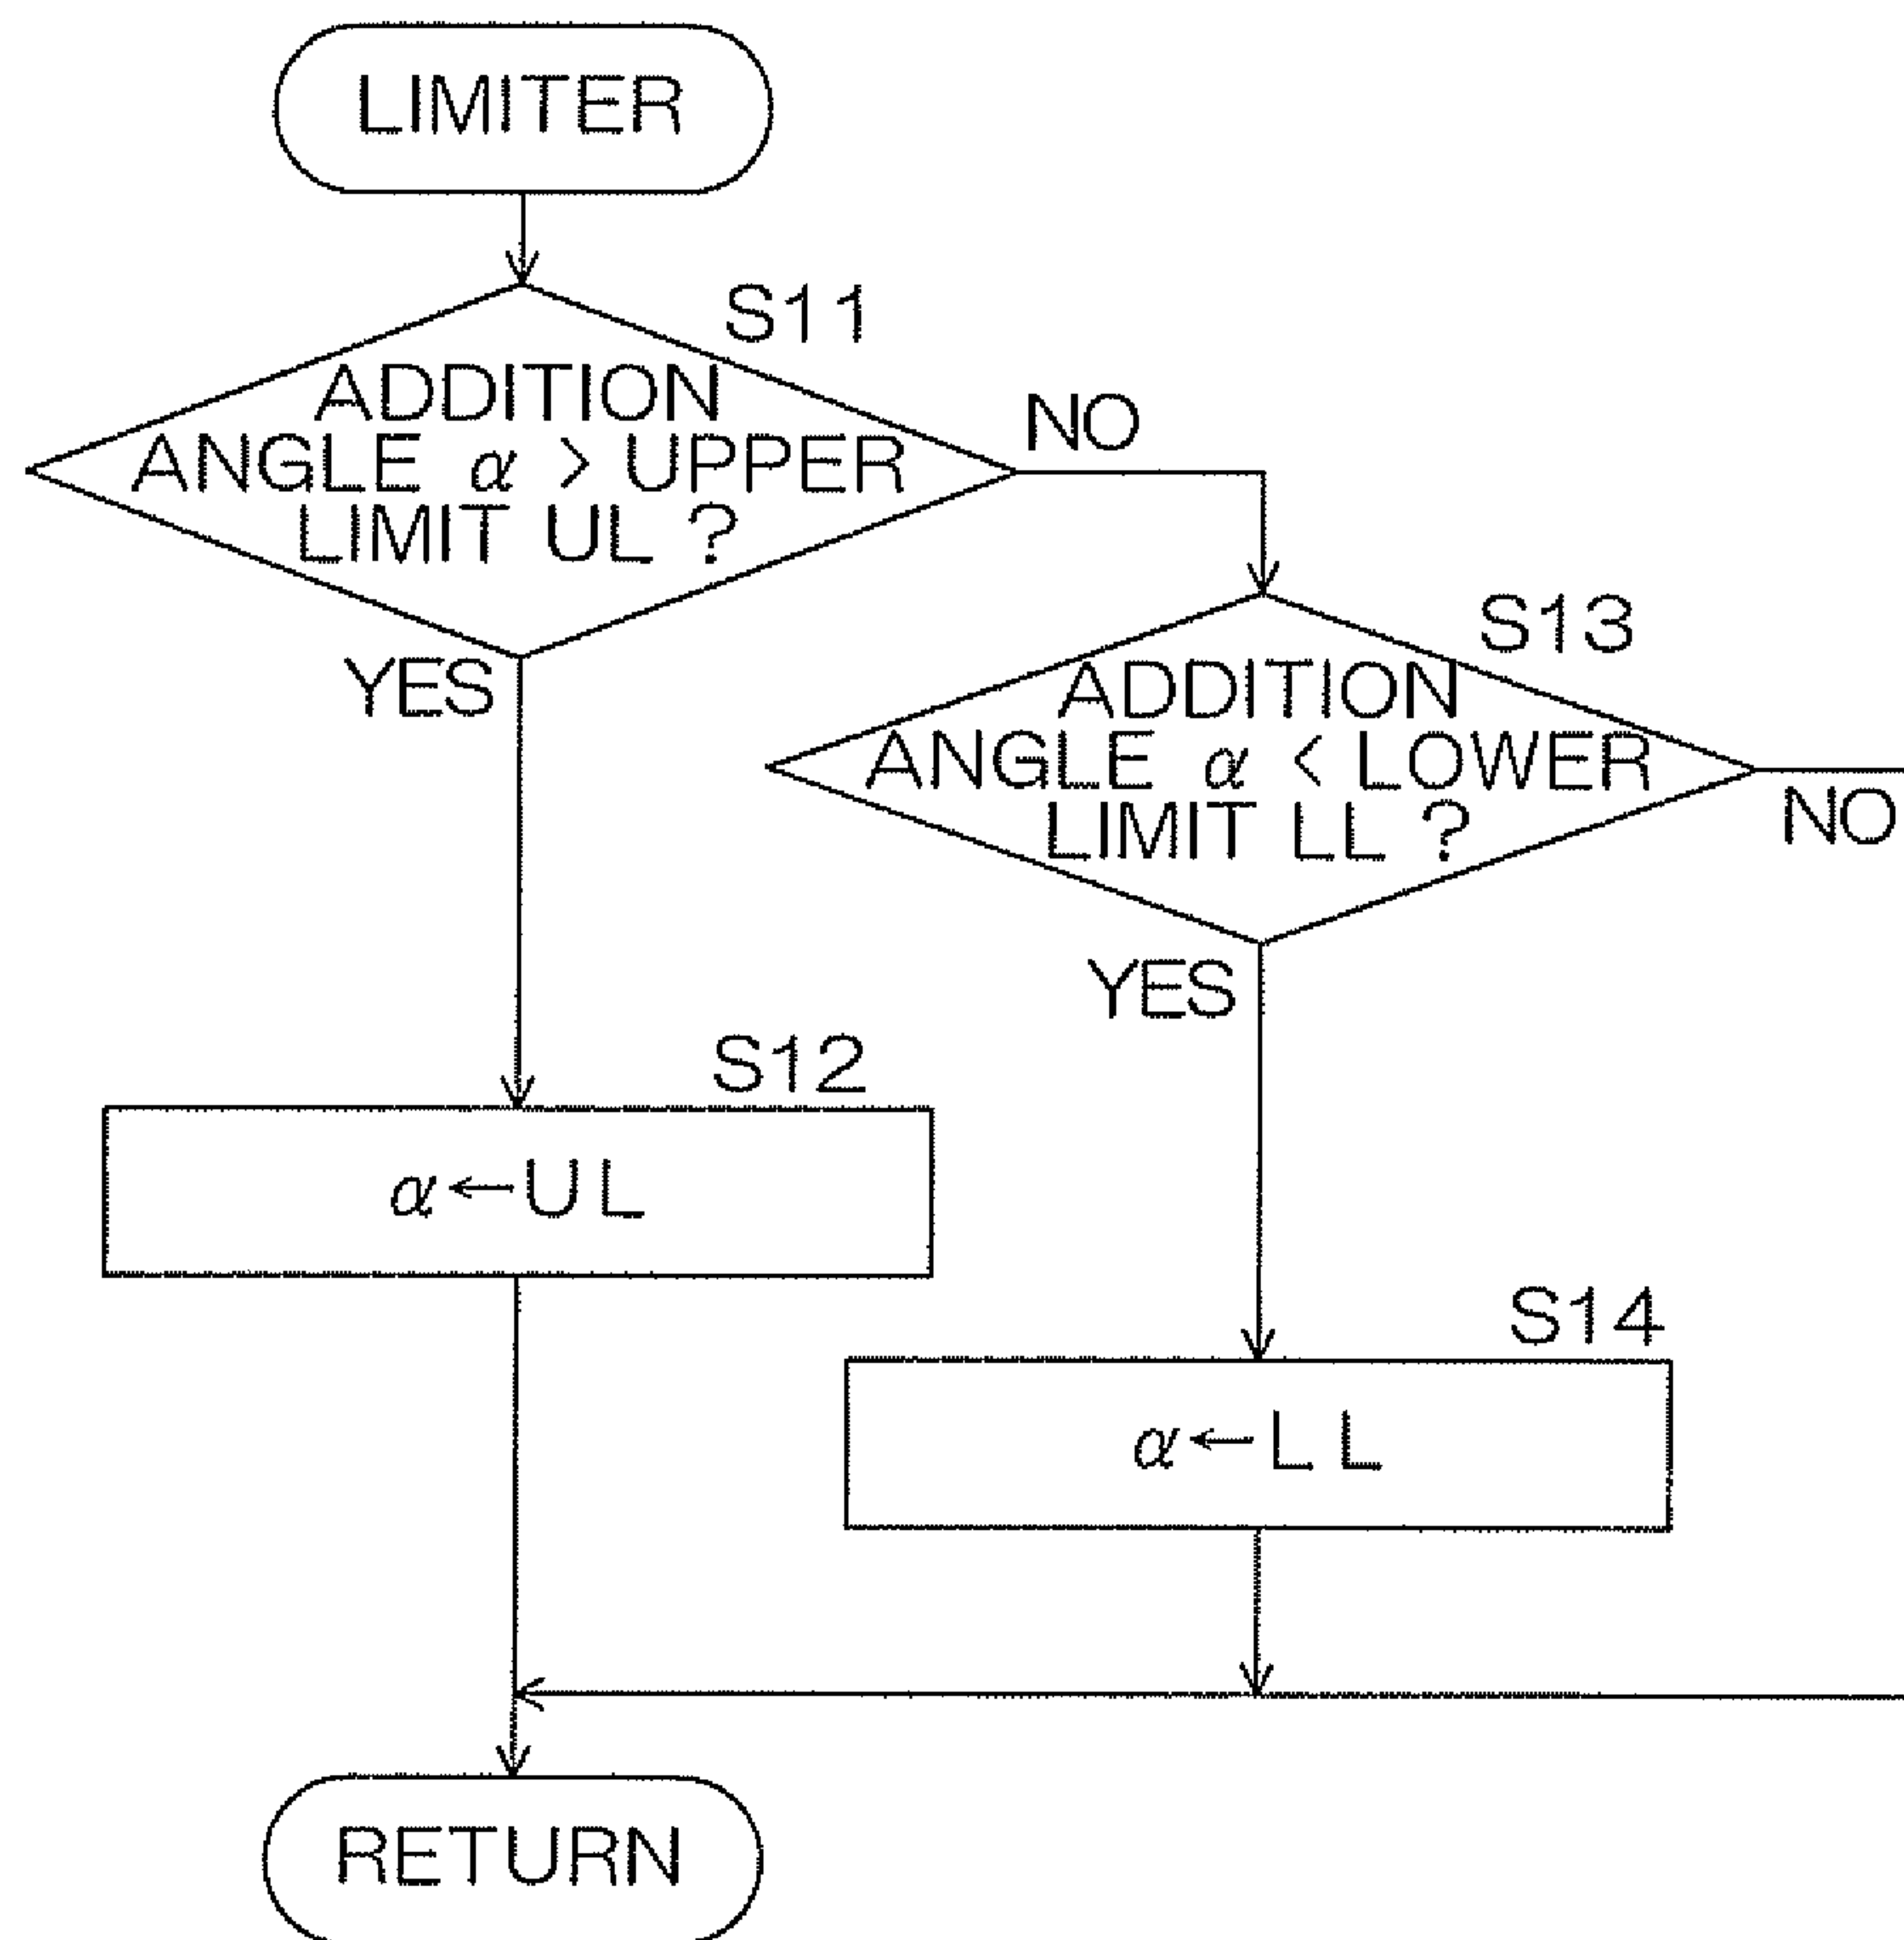 LIMITER
S11
ADDITION
ANGLE α > UPPER
LIMIT UL ?
NO
YES
S13
ADDITION
ANGLE α < LOWER
LIMIT LL ?
NO
YES
S12
α←UL
S14
α←LL
RETURN